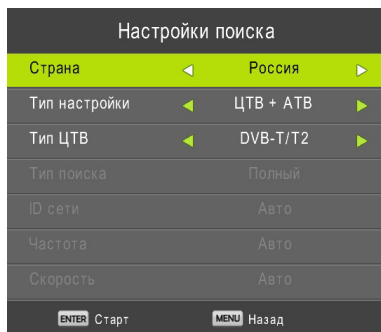 Настройки поиска
Страна Россия
Тип настройки ЦТВ + АТВ
Тип ЦТВ DVB-T/T2
Тип поиска Полный
ID сети Авто
Частота Авто
Скорость Авто
ENTER Старт MENU Назад